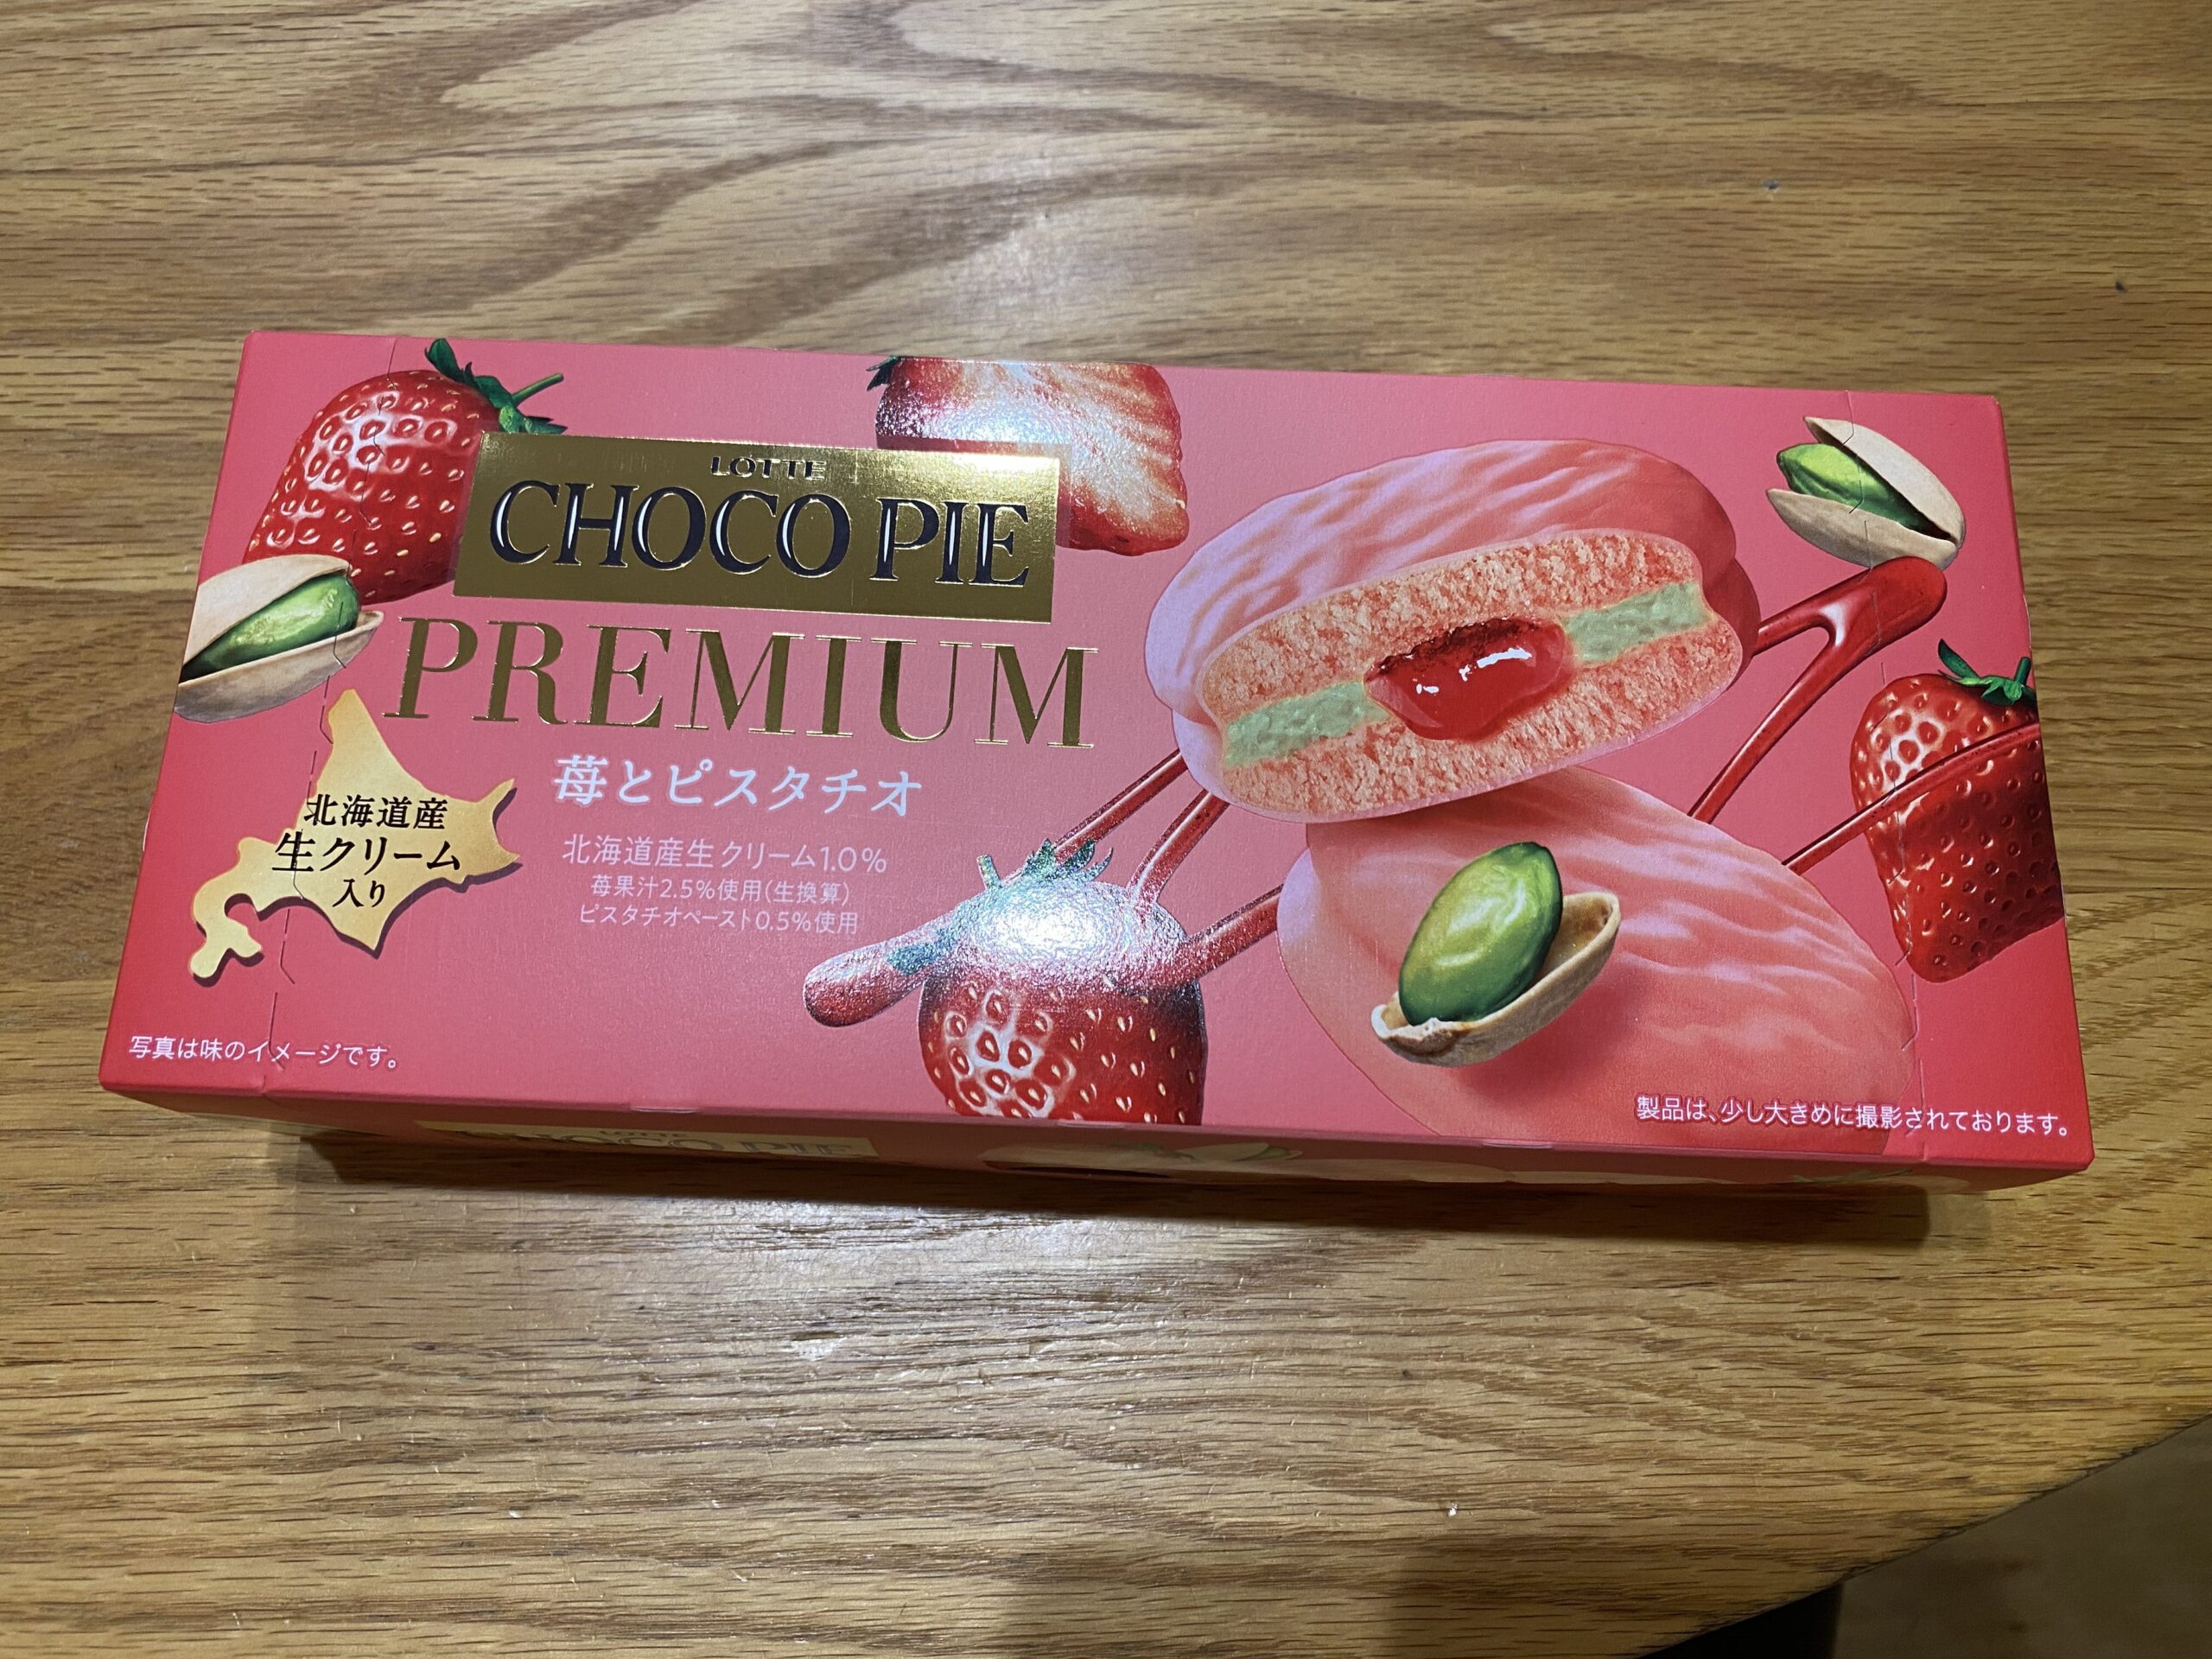 LOTTE
CHOCO PIE
PREMIUM
苺とピスタチオ
北海道産生クリーム1.0%
苺果汁2.5%使用(生換算)
ピスタチオペースト0.5%使用
北海道産
生クリーム
入り
写真は味のイメージです。
製品は、少し大きめに撮影されております。
LOTTE
CHOCO PIE